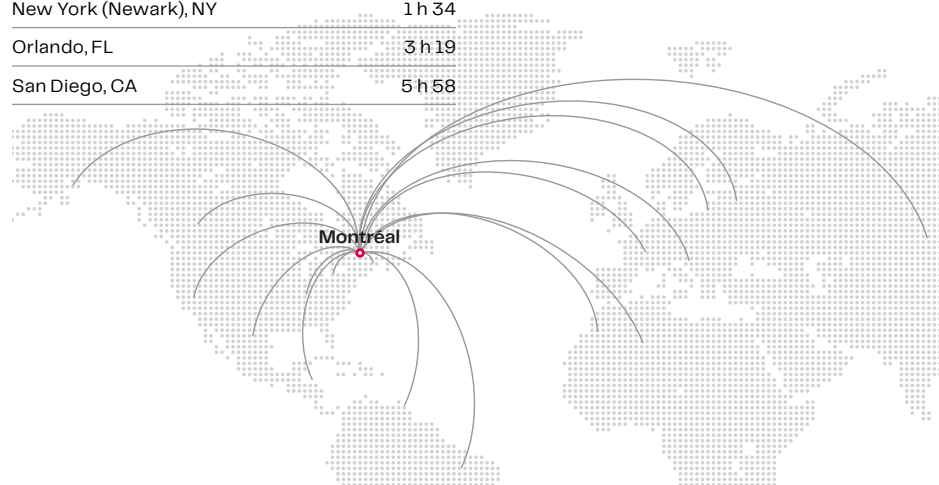 New York (Newark), NY 1 h 34
Orlando, FL 3 h 19
San Diego, CA 5 h 58
Montréal